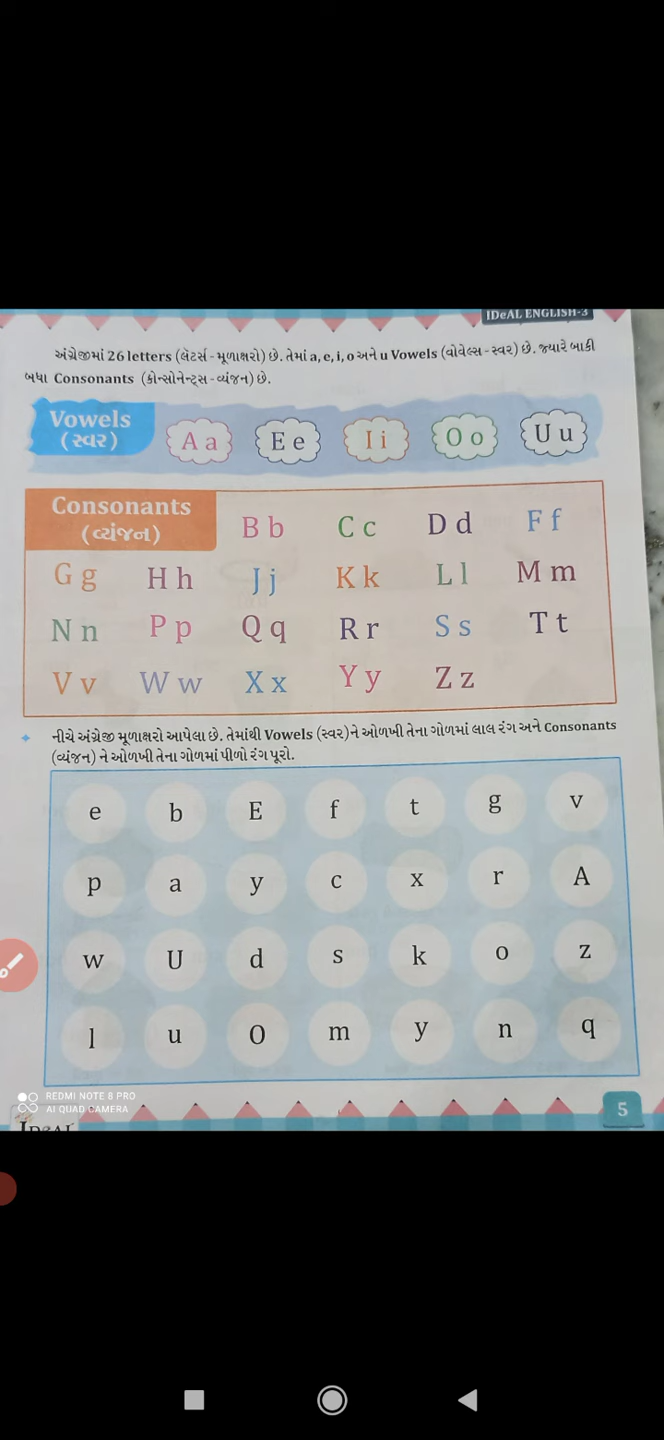 IDeAL ENGLISH-3
અંગ્રેજીમાં 26 letters (લૅટર્સ - મૂળાક્ષરો) છે. તેમાં a, e, i, o અને u Vowels (વોવેલ્સ - સ્વર) છે. જ્યારે બાકી
બધા Consonants (કોન્સોનેન્ટ્સ - વ્યંજન) છે.
Vowels
(સ્વર)
A a E e I i O o U u
Consonants
(વ્યંજન)
B b C c D d F f
G g H h J j K k L l M m
N n P p Q q R r S s T t
V v W w X x Y y Z z
નીચે અંગ્રેજી મૂળાક્ષરો આપેલા છે. તેમાંથી Vowels (સ્વર)ને ઓળખી તેના ગોળમાં લાલ રંગ અને Consonants
(વ્યંજન) ને ઓળખી તેના ગોળમાં પીળો રંગ પૂરો.
e b E f t g v
p a y c x r A
w U d s k o z
l u O m y n q
REDMI NOTE 8 PRO
AI QUAD CAMERA
5
IDeAL